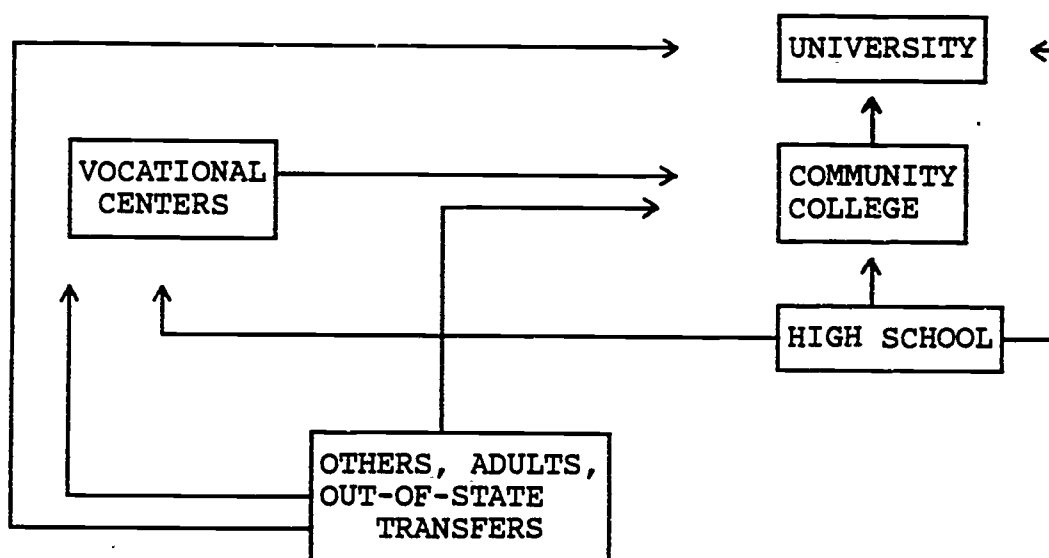 UNIVERSITY
VOCATIONAL
CENTERS
COMMUNITY
COLLEGE
HIGH SCHOOL
OTHERS, ADULTS,
OUT-OF-STATE
TRANSFERS